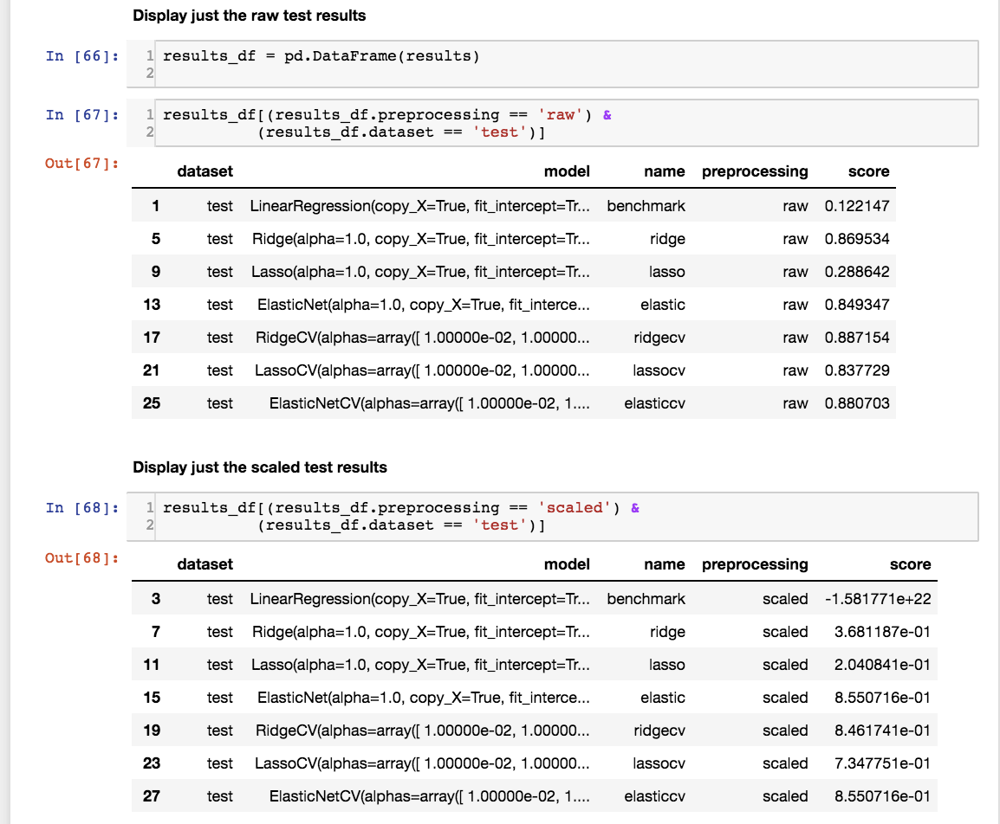 Display just the raw test results
In [66]: 1 results_df = pd.DataFrame(results)
2
In [67]: 1 results_df[(results_df.preprocessing == 'raw') &
2 (results_df.dataset == 'test')]
Out[67]:
dataset model name preprocessing score
1 test LinearRegression(copy_X=True, fit_intercept=Tr... benchmark raw 0.122147
5 test Ridge(alpha=1.0, copy_X=True, fit_intercept=Tr... ridge raw 0.869534
9 test Lasso(alpha=1.0, copy_X=True, fit_intercept=Tr... lasso raw 0.288642
13 test ElasticNet(alpha=1.0, copy_X=True, fit_interce... elastic raw 0.849347
17 test RidgeCV(alphas=array([ 1.00000e-02, 1.00000... ridgecv raw 0.887154
21 test LassoCV(alphas=array([ 1.00000e-02, 1.00000... lassocv raw 0.837729
25 test ElasticNetCV(alphas=array([ 1.00000e-02, 1.... elasticcv raw 0.880703
Display just the scaled test results
In [68]: 1 results_df[(results_df.preprocessing == 'scaled') &
2 (results_df.dataset == 'test')]
Out[68]:
dataset model name preprocessing score
3 test LinearRegression(copy_X=True, fit_intercept=Tr... benchmark scaled -1.581771e+22
7 test Ridge(alpha=1.0, copy_X=True, fit_intercept=Tr... ridge scaled 3.681187e-01
11 test Lasso(alpha=1.0, copy_X=True, fit_intercept=Tr... lasso scaled 2.040841e-01
15 test ElasticNet(alpha=1.0, copy_X=True, fit_interce... elastic scaled 8.550716e-01
19 test RidgeCV(alphas=array([ 1.00000e-02, 1.00000... ridgecv scaled 8.461741e-01
23 test LassoCV(alphas=array([ 1.00000e-02, 1.00000... lassocv scaled 7.347751e-01
27 test ElasticNetCV(alphas=array([ 1.00000e-02, 1.... elasticcv scaled 8.550716e-01